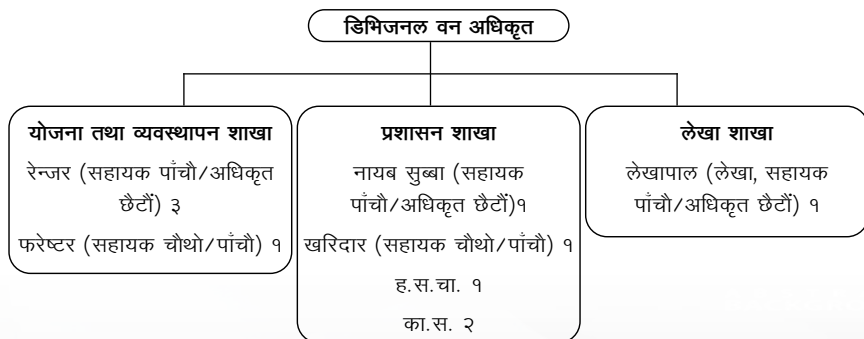 डिभिजनल वन अधिकृत
योजना तथा व्यवस्थापन शाखा
रेन्जर (सहायक पाँचौ/अधिकृत
छैटौं) ३
फरेष्टर (सहायक चौथो/पाँचौ) १
प्रशासन शाखा
नायब सुब्बा (सहायक
पाँचौ/अधिकृत छैटौं)१
खरिदार (सहायक चौथो/पाँचौ) १
ह.स.चा. १
का.स. २
लेखा शाखा
लेखापाल (लेखा, सहायक
पाँचौ/अधिकृत छैटौं) १